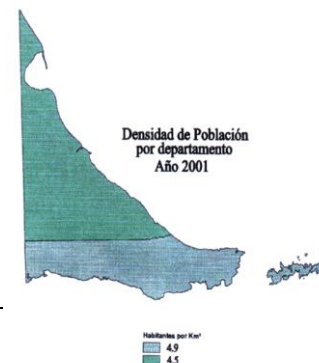 Densidad de Población
por departamento
Año 2001
Habitantes por Km²
4.9
4.5